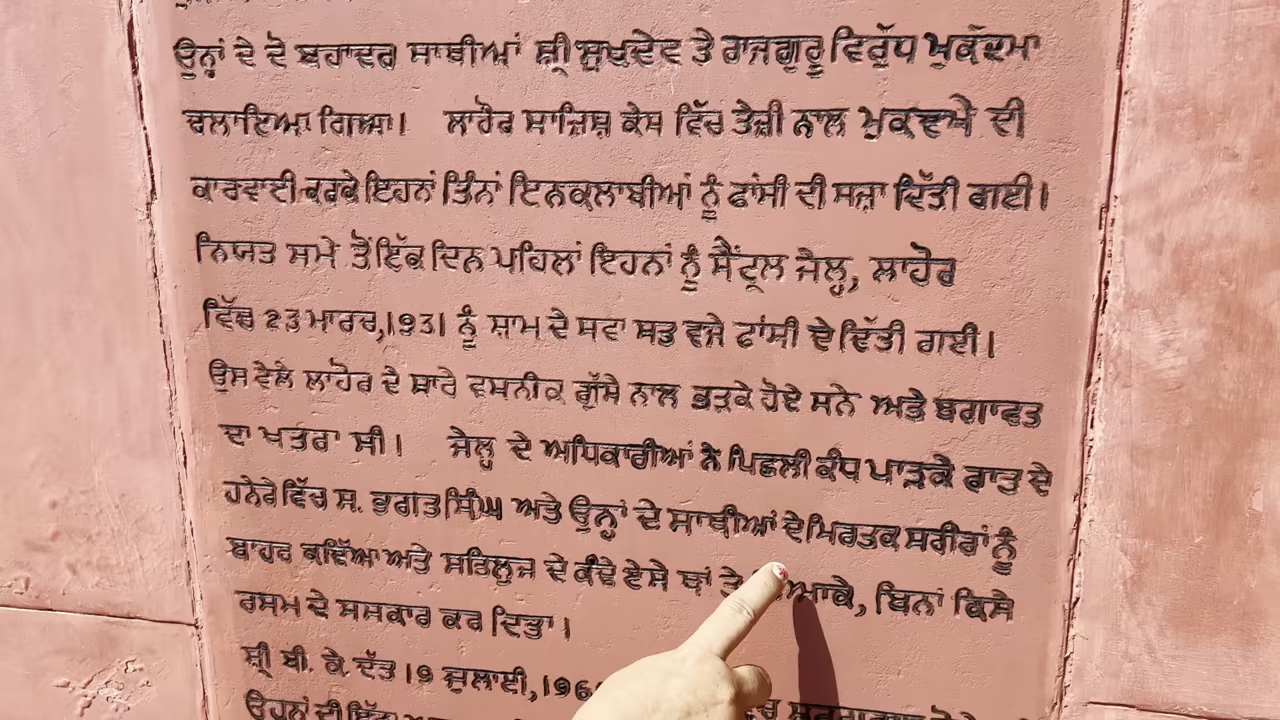 ਉਨ੍ਹਾਂ ਦੇ ਦੋ ਬਹਾਦਰ ਸਾਥੀਆਂ ਸ਼੍ਰੀ ਸੁਖਦੇਵ ਤੇ ਰਾਜਗੁਰੂ ਵਿਰੁੱਧ ਮੁਕੱਦਮਾ
ਚਲਾਇਆ ਗਿਆ। ਲਾਹੌਰ ਸਾਜ਼ਿਸ਼ ਕੇਸ ਵਿੱਚ ਤੇਜ਼ੀ ਨਾਲ ਮੁਕਦਮੇ ਦੀ
ਕਾਰਵਾਈ ਕਰਕੇ ਇਹਨਾਂ ਤਿੰਨਾਂ ਇਨਕਲਾਬੀਆਂ ਨੂੰ ਫਾਂਸੀ ਦੀ ਸਜ਼ਾ ਦਿੱਤੀ ਗਈ।
ਨਿਯਤ ਸਮੇ ਤੋਂ ਇੱਕ ਦਿਨ ਪਹਿਲਾਂ ਇਹਨਾਂ ਨੂੰ ਸੈਂਟ੍ਰਲ ਜੇਲ੍ਹ, ਲਾਹੌਰ
ਵਿੱਚ 23 ਮਾਰਚ,1931 ਨੂੰ ਸ਼ਾਮ ਦੇ ਸਵਾ ਸਤ ਵਜੇ ਫਾਂਸੀ ਦੇ ਦਿੱਤੀ ਗਈ।
ਉਸ ਵੇਲੇ ਲਾਹੌਰ ਦੇ ਸਾਰੇ ਵਸਨੀਕ ਗੁੱਸੇ ਨਾਲ ਭੜਕੇ ਹੋਏ ਸਨੇ ਅਤੇ ਬਗਾਵਤ
ਦਾ ਖਤਰਾ ਸੀ। ਜੇਲ੍ਹ ਦੇ ਅਧਿਕਾਰੀਆਂ ਨੇ ਪਿਛਲੀ ਕੰਧ ਪਾੜਕੇ ਰਾਤ ਦੇ
ਹਨੇਰੇ ਵਿੱਚ ਸ. ਭਗਤ ਸਿੰਘ ਅਤੇ ਉਨ੍ਹਾਂ ਦੇ ਸਾਥੀਆਂ ਦੇ ਮਿਰਤਕ ਸਰੀਰਾਂ ਨੂੰ
ਬਾਹਰ ਕਢਿੱਆ ਅਤੇ ਸਤਿਲੁਜ ਦੇ ਕੰਢੇ ਏਸੇ ਥਾਂ ਤੇ ਬਿਨਾਂ ਕਿਸੇ
ਰਸਮ ਦੇ ਸਸਕਾਰ ਕਰ ਦਿਤਾ।
ਸ਼੍ਰੀ ਬੀ. ਕੇ. ਦੱਤ 19 ਜੁਲਾਈ,